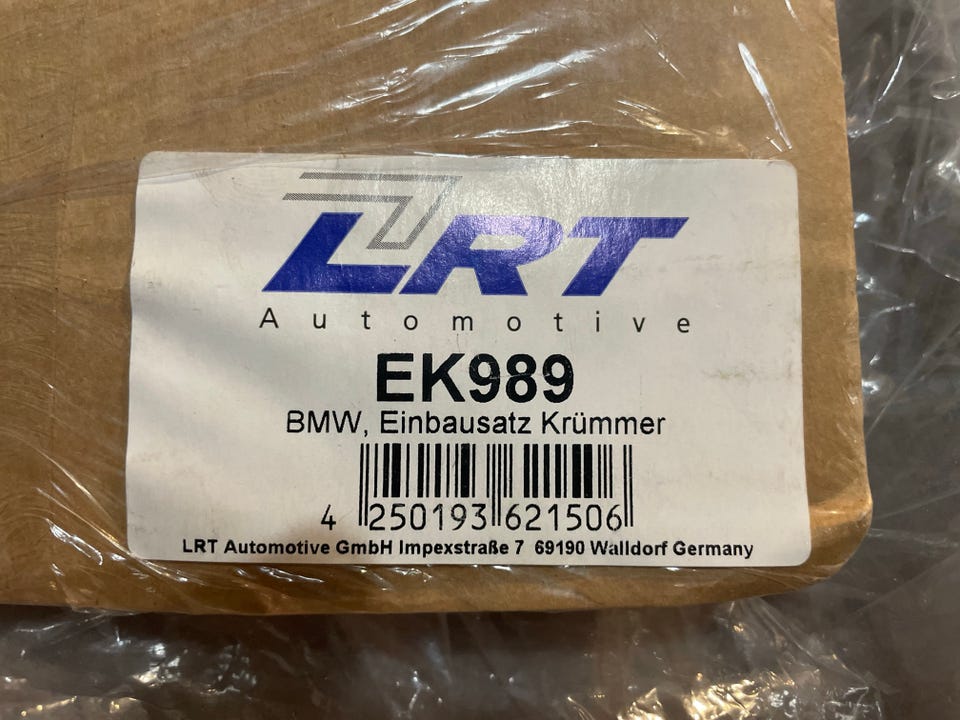 LRT
Automotive
EK989
BMW, Einbausatz Krümmer
4 250193 621506
LRT Automotive GmbH Impexstraße 7 69190 Walldorf Germany